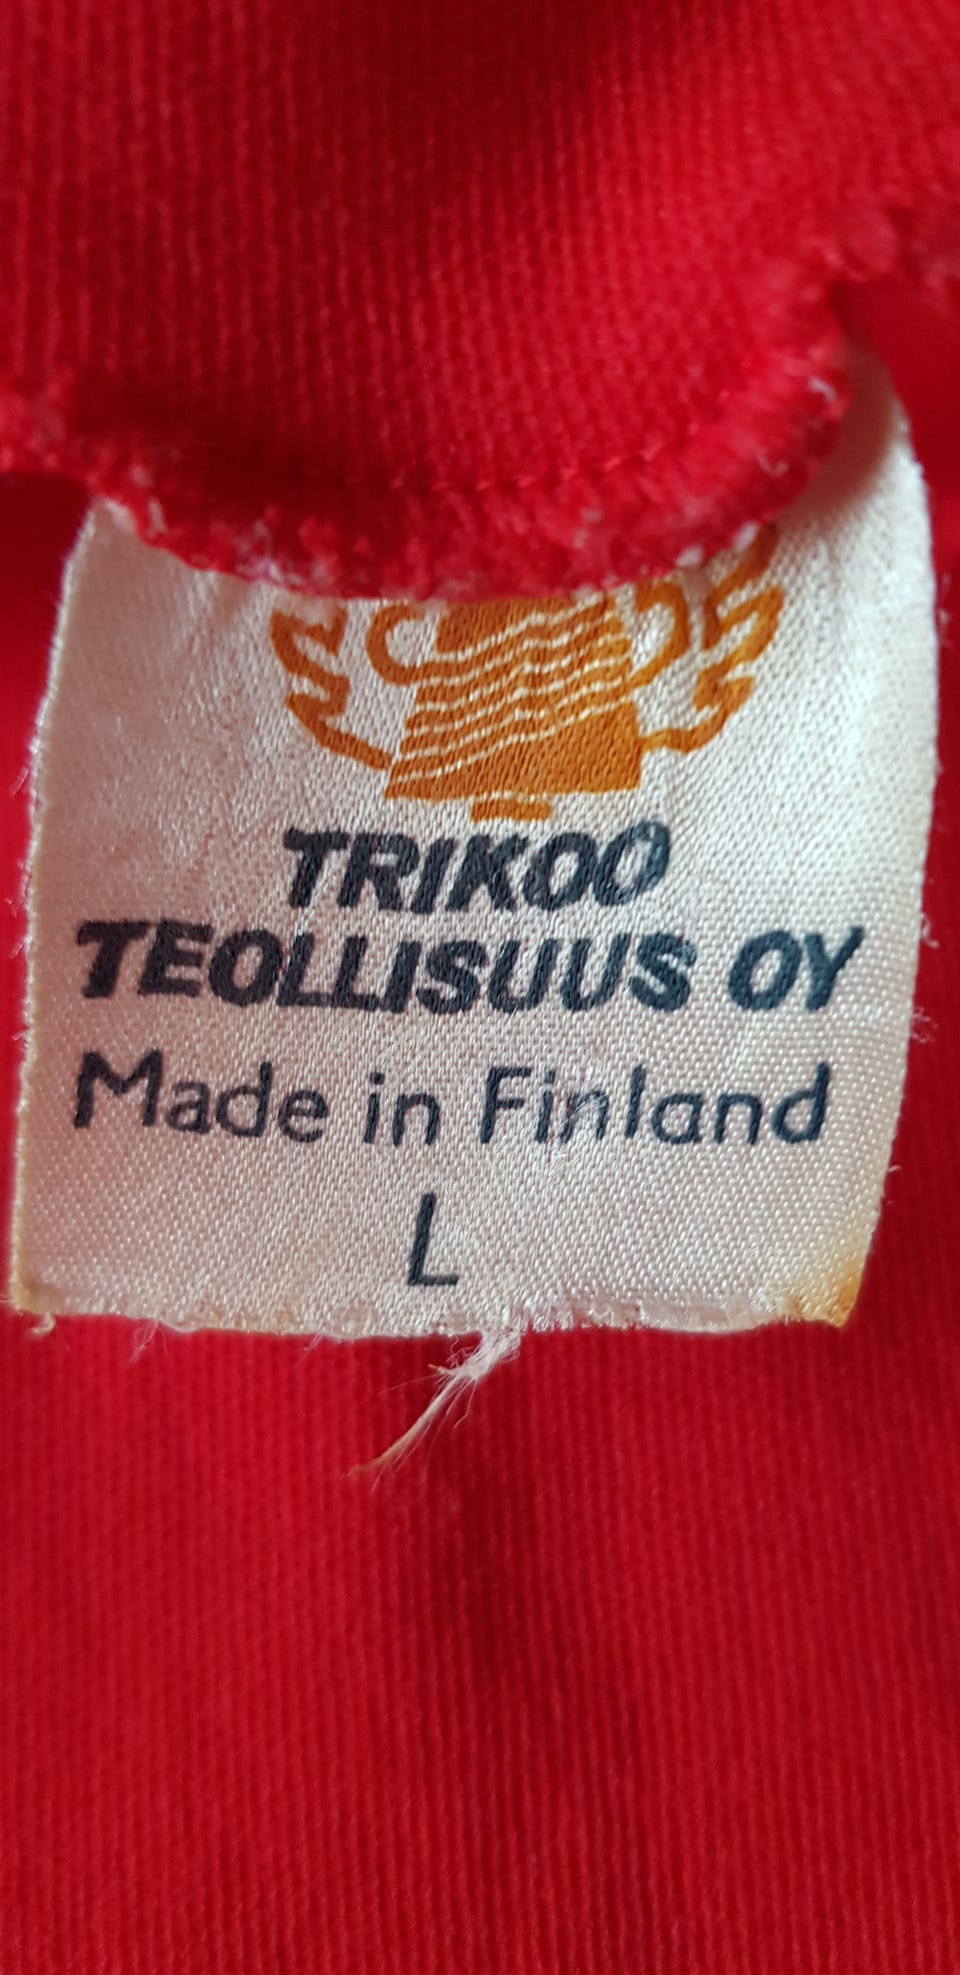 TRIKOO
TEOLLISUUS OY
Made in Finland
L